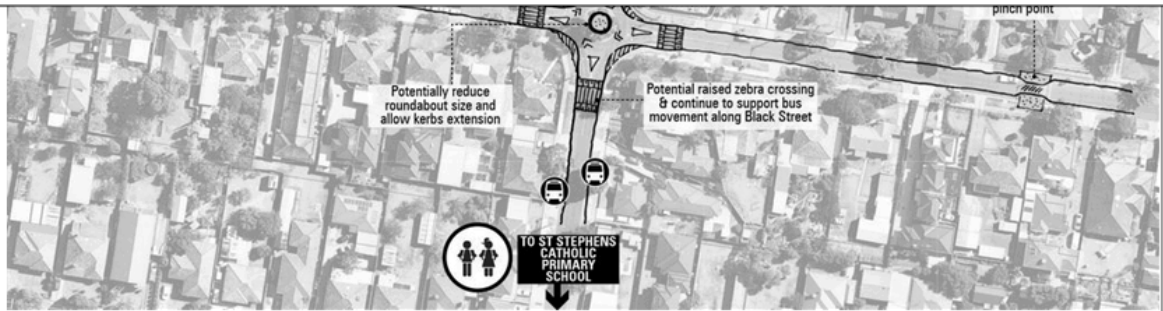 pinch point
Potentially reduce
roundabout size and
allow kerbs extension
Potential raised zebra crossing
& continue to support bus
movement along Black Street
TO ST STEPHENS
CATHOLIC
PRIMARY
SCHOOL